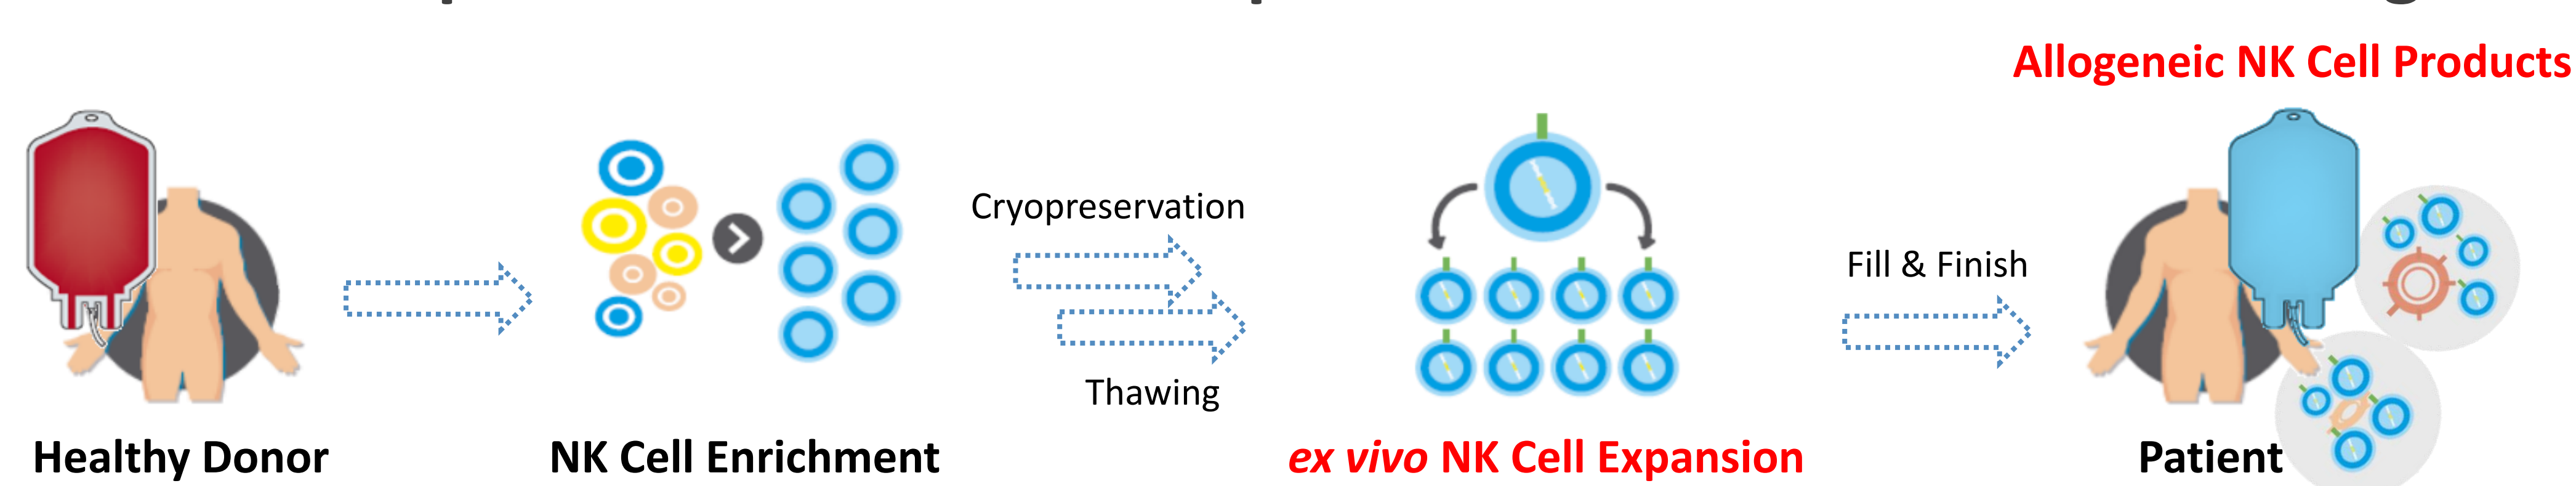 Allogeneic NK Cell Products
Cryopreservation
Thawing
Fill & Finish
Healthy Donor
NK Cell Enrichment
ex vivo NK Cell Expansion
Patient